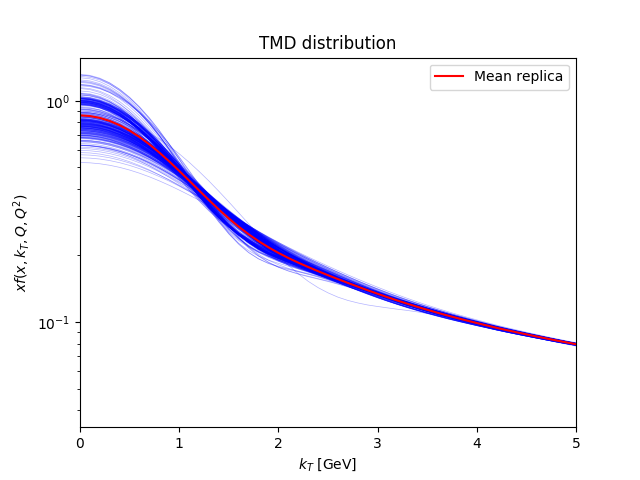 TMD distribution
Mean replica
10⁰
10⁻¹
xf(x, k_T, Q, Q²)
0 1 2 3 4 5
k_T [GeV]